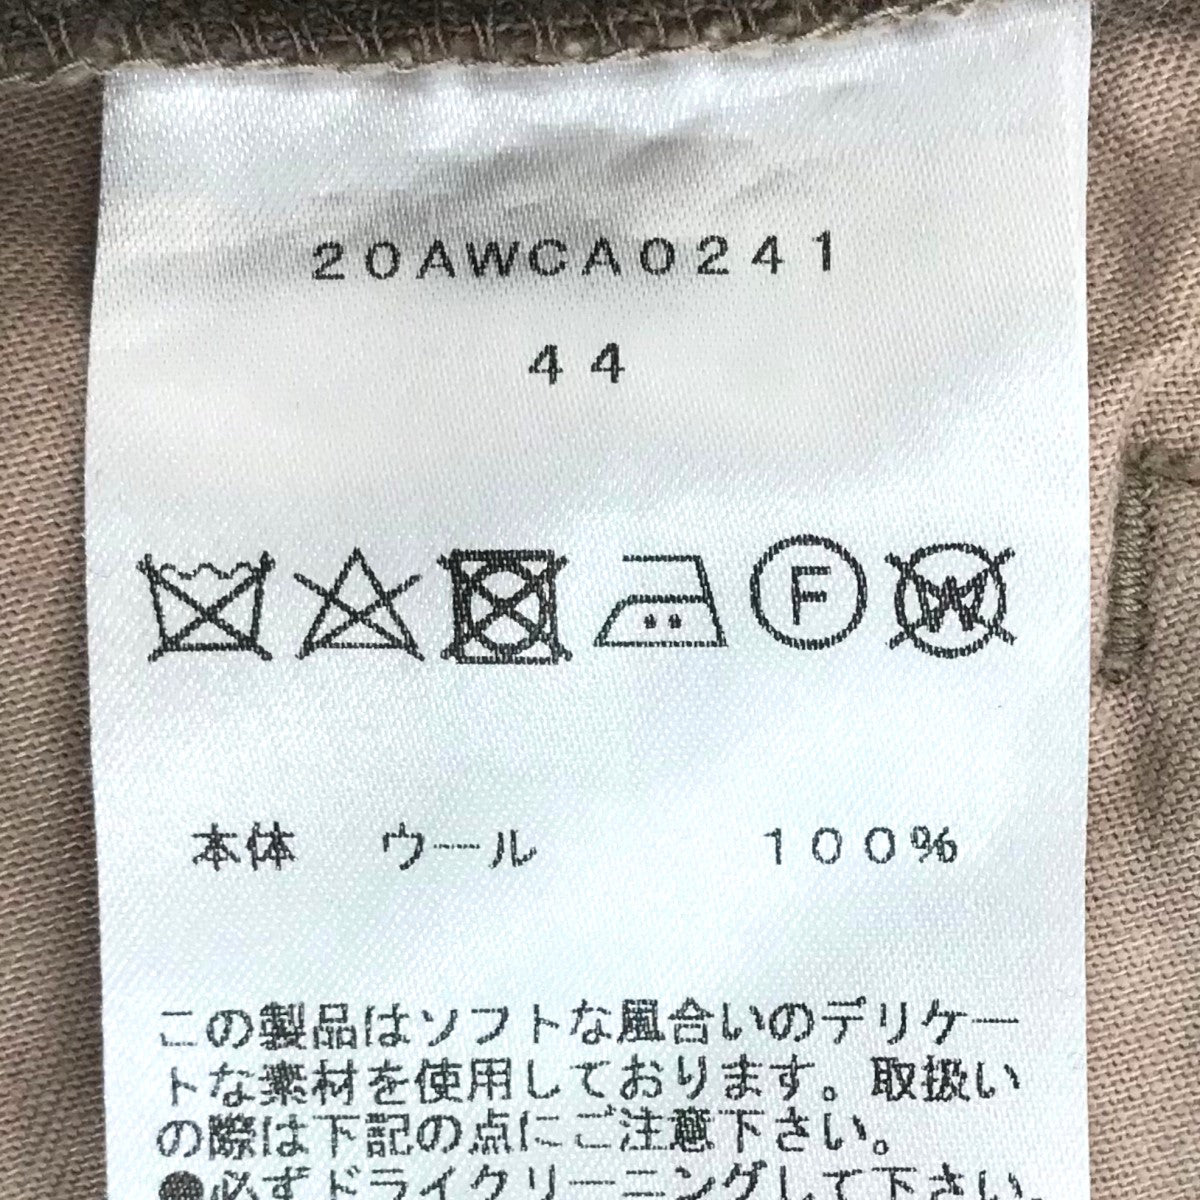 20AWCA0241
44
F
W
本体 ウール 100%
この製品はソフトな風合いのデリケー
トな素材を使用しております。取扱い
の際は下記の点にご注意下さい。
●必ずドライクリーニングして下さい。